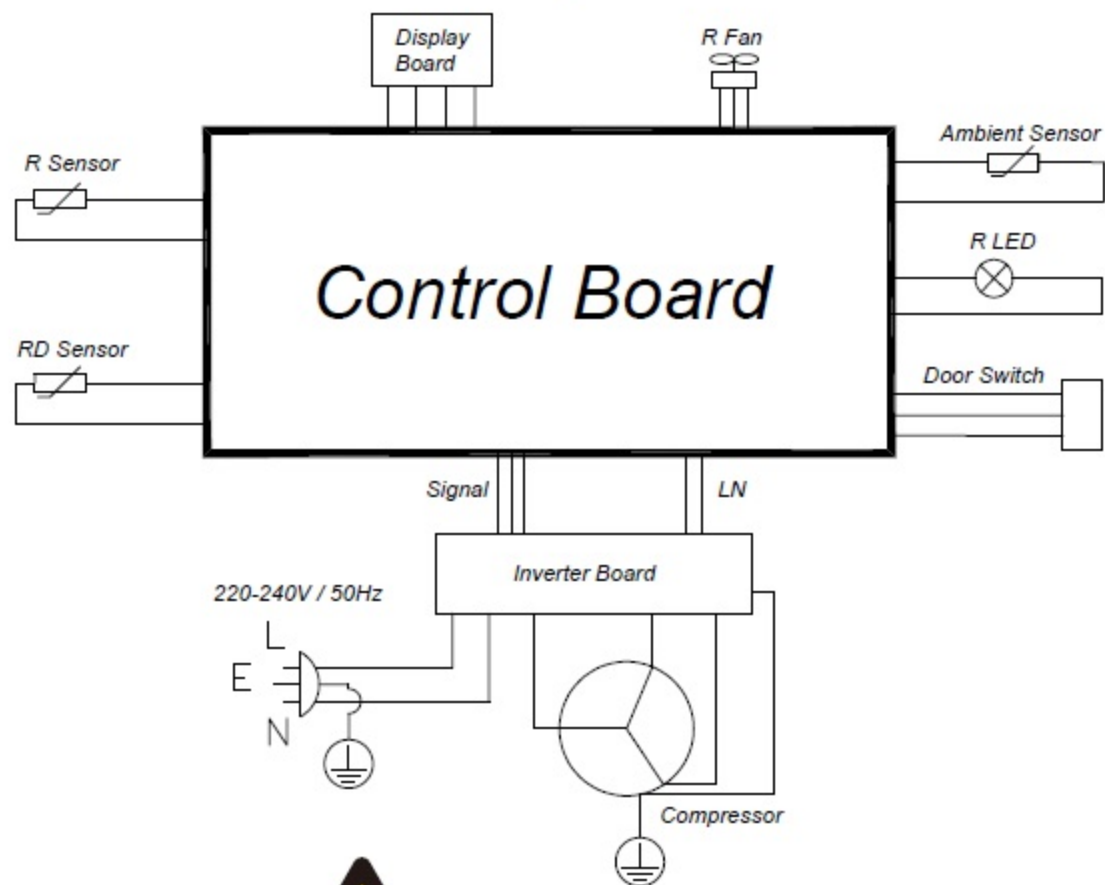 Display
Board
R Fan
Ambient Sensor
R Sensor
R LED
Control Board
RD Sensor
Door Switch
Signal
LN
Inverter Board
220-240V / 50Hz
L
E
N
Compressor